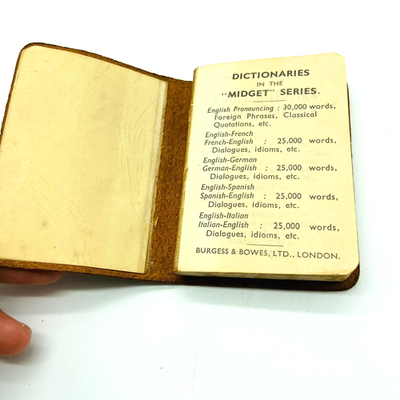 DICTIONARIES
IN THE
"MIDGET" SERIES.
English Pronouncing : 30,000 words,
Foreign Phrases, Classical
Quotations, etc.
English-French
French-English : 25,000 words,
Dialogues, idioms, etc.
English-German
German-English : 25,000 words,
Dialogues, idioms, etc.
English-Spanish
Spanish-English : 25,000 words,
Dialogues, idioms, etc.
English-Italian
Italian-English : 25,000 words,
Dialogues, idioms, etc.
BURGESS & BOWES, LTD., LONDON.